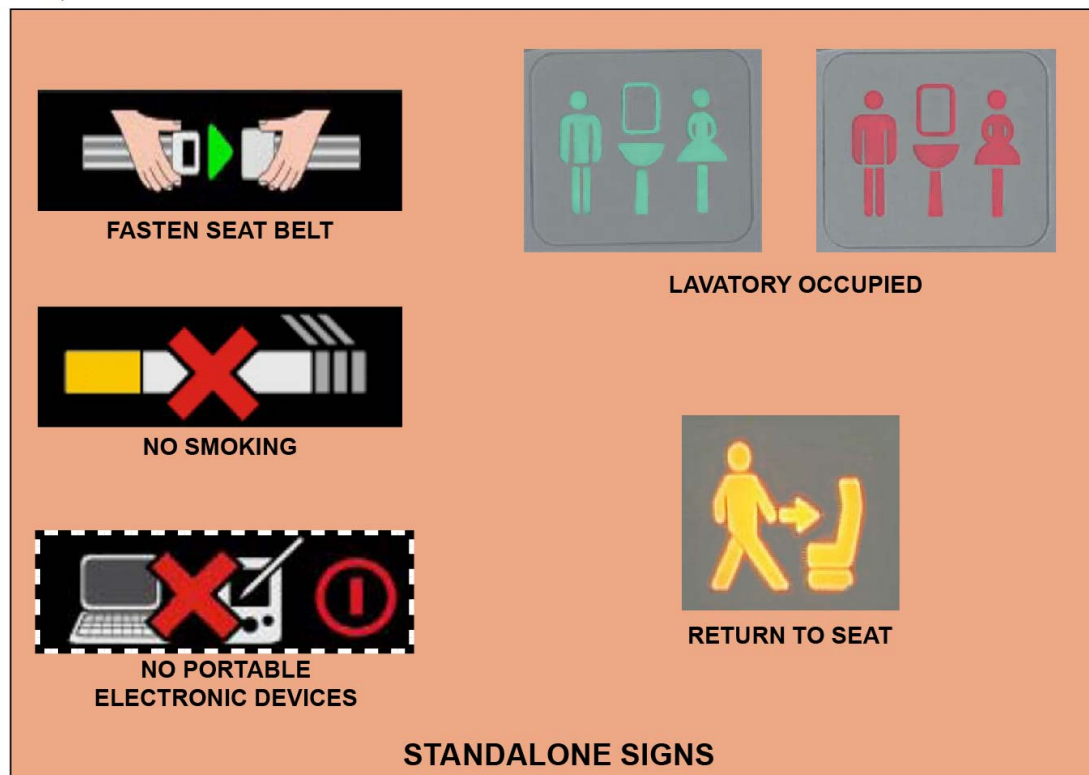 FASTEN SEAT BELT
LAVATORY OCCUPIED
NO SMOKING
RETURN TO SEAT
NO PORTABLE
ELECTRONIC DEVICES
STANDALONE SIGNS